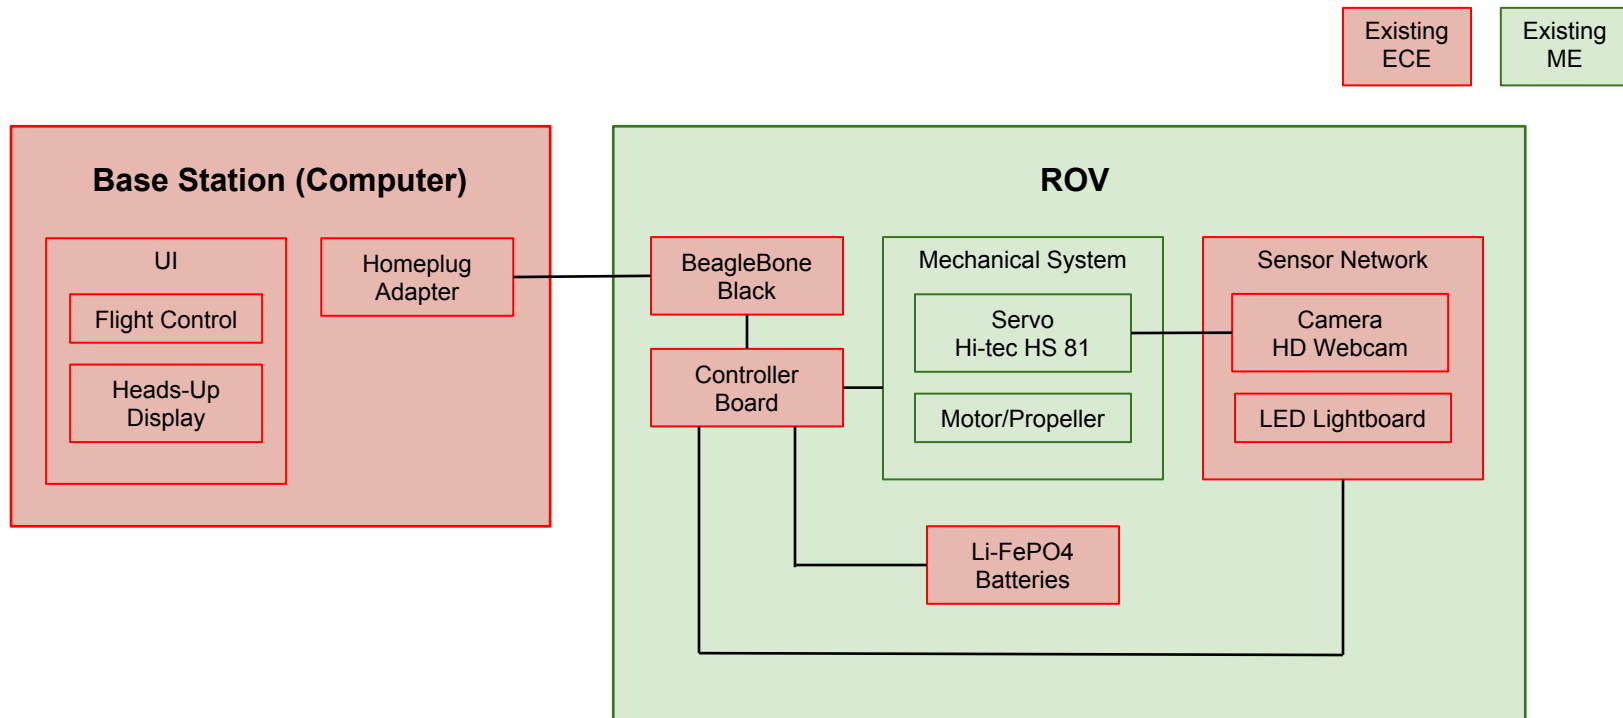 Existing
ECE
Existing
ME
Base Station (Computer)
UI
Flight Control
Heads-Up
Display
Homeplug
Adapter
ROV
BeagleBone
Black
Controller
Board
Mechanical System
Servo
Hi-tec HS 81
Motor/Propeller
Sensor Network
Camera
HD Webcam
LED Lightboard
Li-FePO4
Batteries